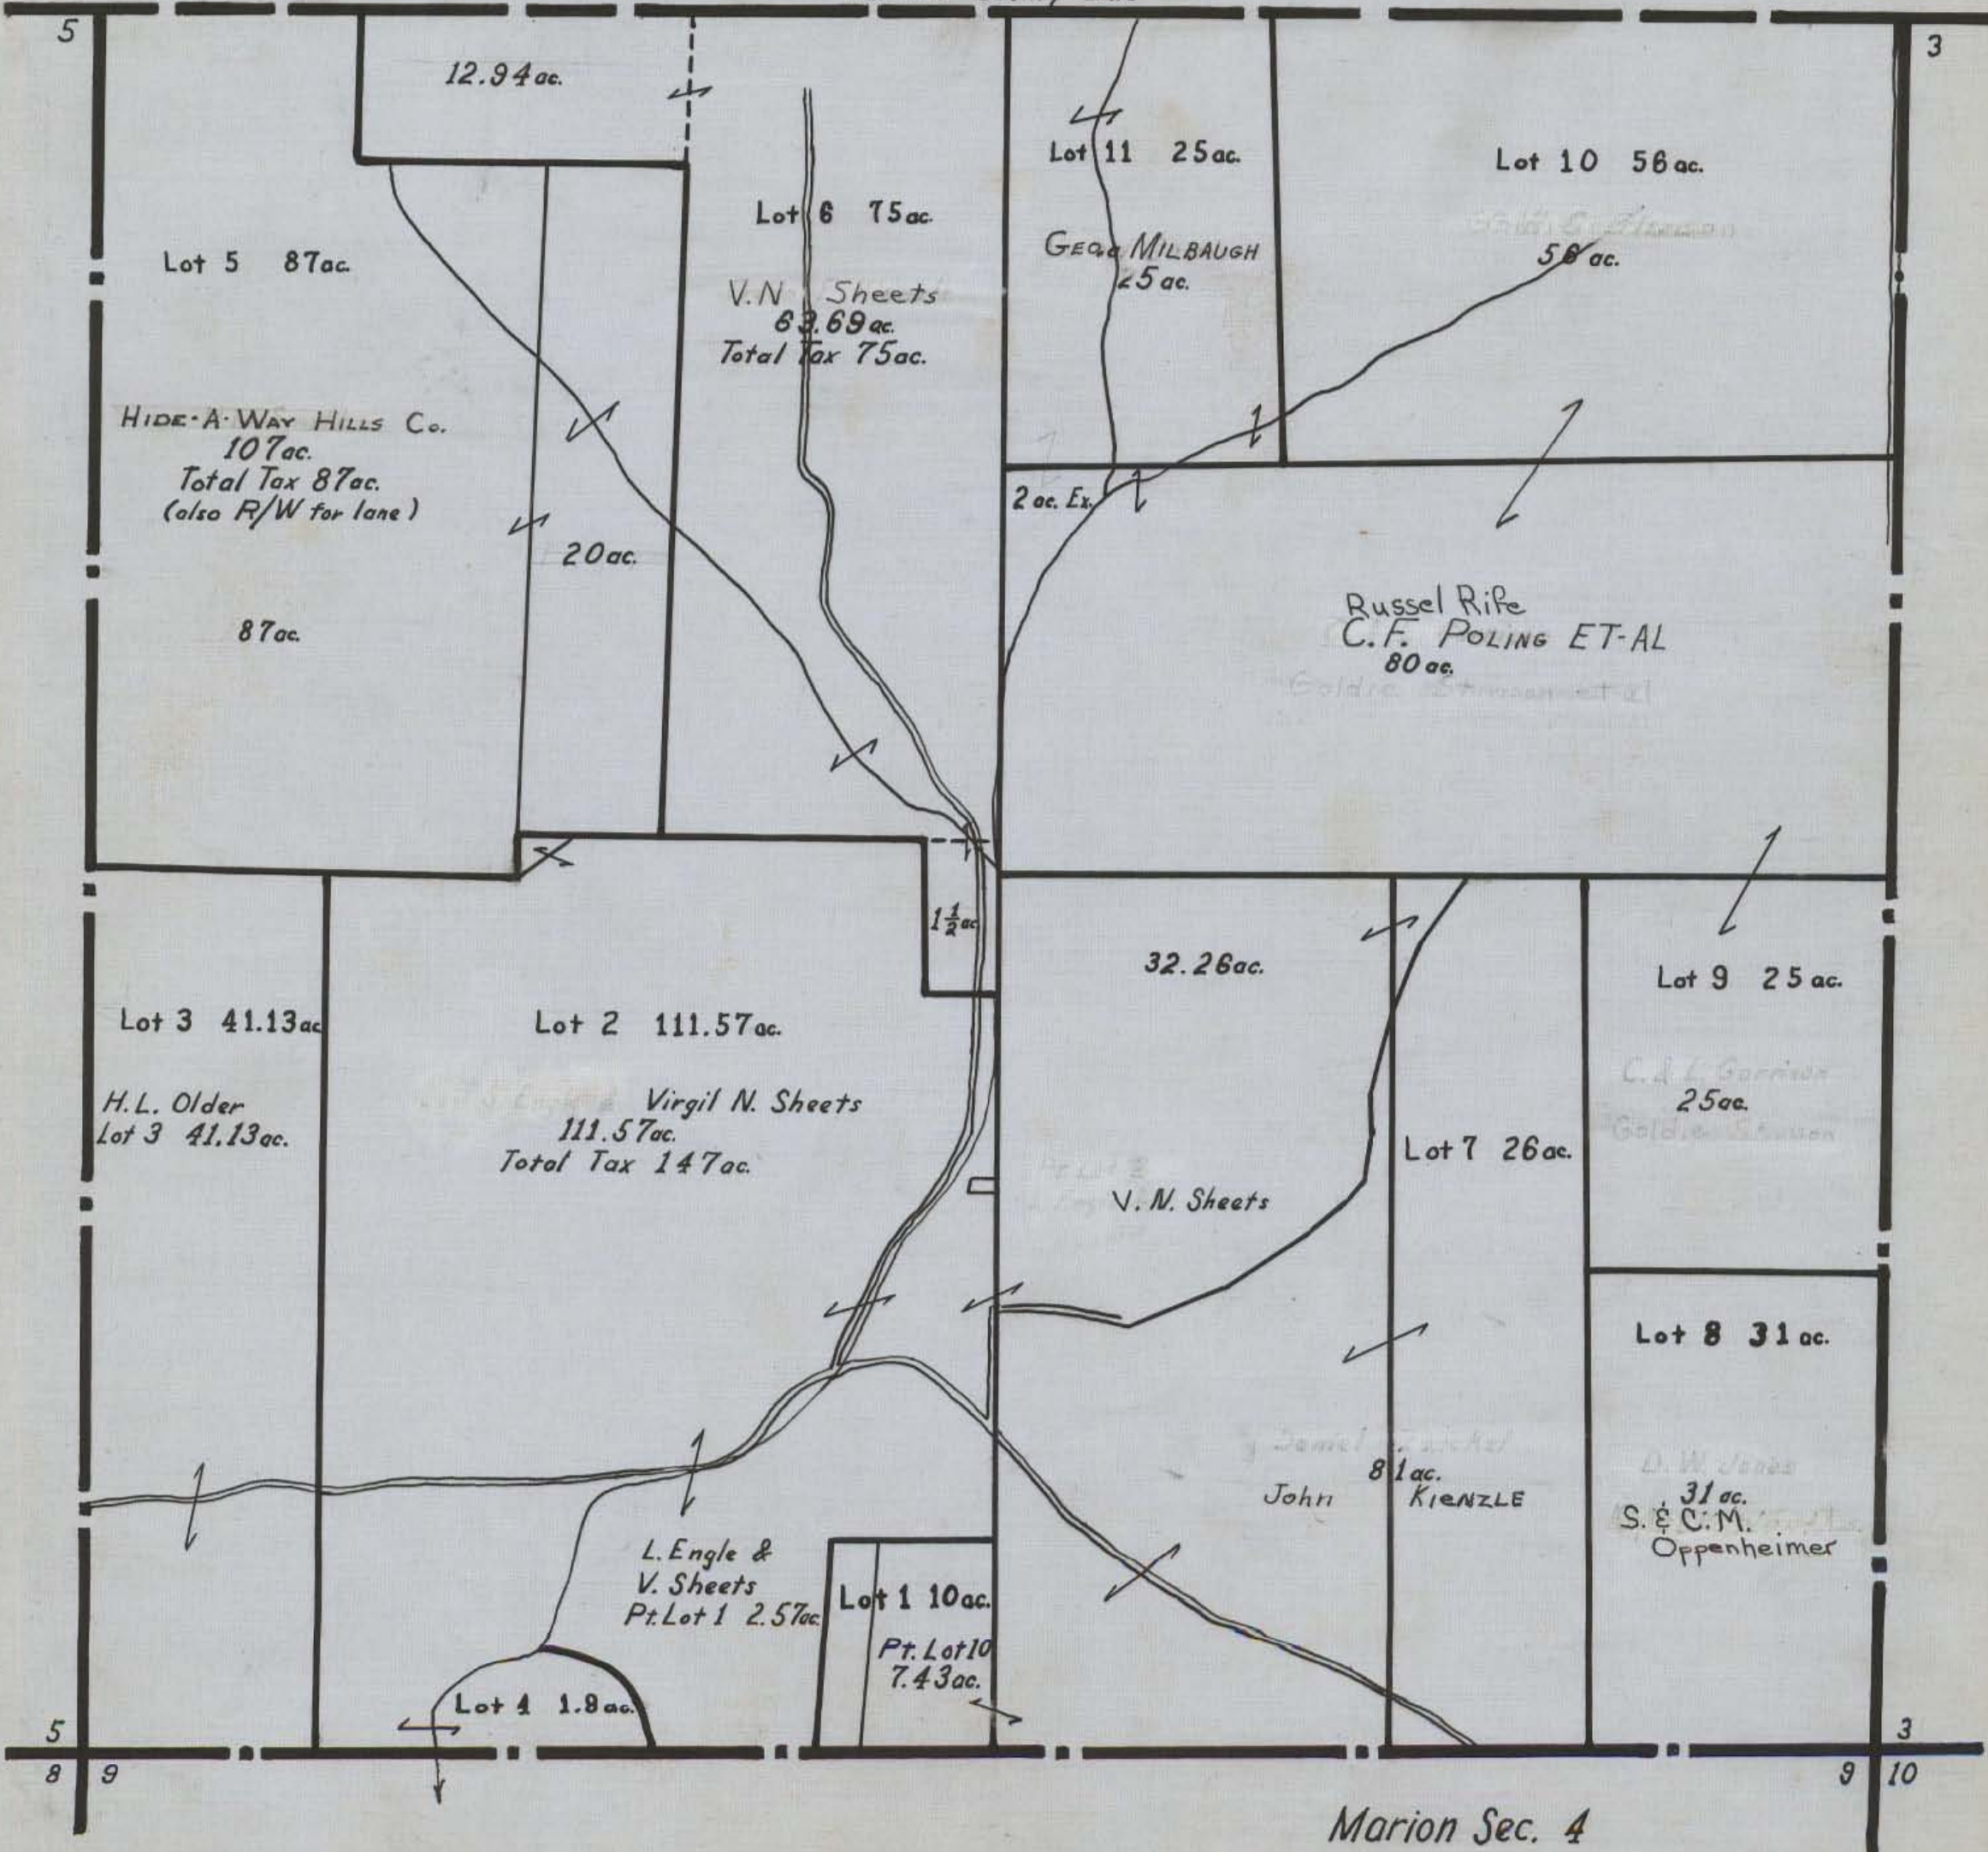 5
3
12.94 ac.
Lot 11 25 ac.
Lot 10 56 ac.
Lot 6 75 ac.
Lot 5 87 ac.
MILBAUGH
25 ac.
56 ac.
V. N. Sheets
63.69 ac.
Total Tax 75 ac.
HIDE-A-WAY HILLS Co.
107 ac.
Total Tax 87 ac.
(also R/W for lane)
2 ac. Ex.
20 ac.
87 ac.
Russel Rife
C. F. POLING ET-AL
80 ac.
Goldie
1 1/2 ac
32.26 ac.
Lot 9 25 ac.
Lot 3 41.13 ac
Lot 2 111.57 ac.
C. & L. Garrison
25 ac.
Goldie
H. L. Older
Lot 3 41.13 ac.
Virgil N. Sheets
111.57 ac.
Total Tax 147 ac.
Lot 7 26 ac.
V. N. Sheets
Lot 8 31 ac.
Daniel
81 ac.
John KIENZLE
D. W. Jones
31 ac.
S. & C. M.
Oppenheimer
L. Engle &
V. Sheets
Pt. Lot 1 2.57 ac.
Lot 1 10 ac.
Pt. Lot 10
7.43 ac.
Lot 4 1.8 ac.
5
3
8 9
9 10
Marion Sec. 4